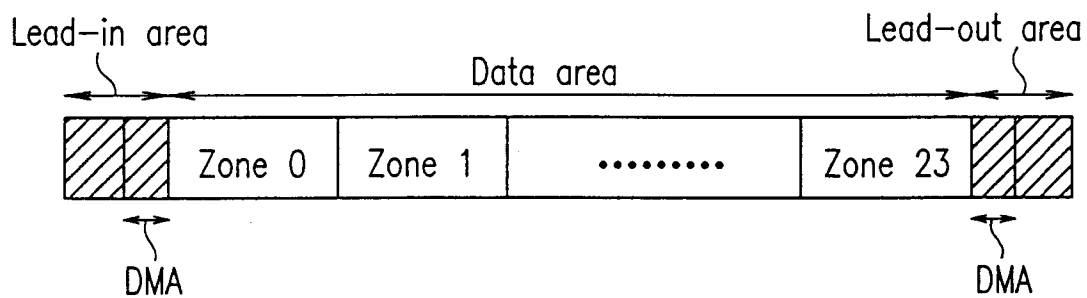 Lead-in area
Lead-out area
Data area
Zone 0
Zone 1
.........
Zone 23
DMA
DMA